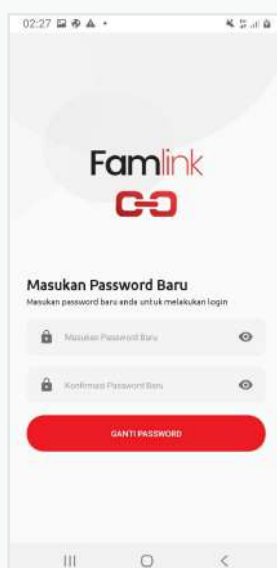 02:27
Famlink
Masukan Password Baru
Masukan password baru anda untuk melakukan login
Masukan Password Baru
Konfirmasi Password Baru
GANTI PASSWORD